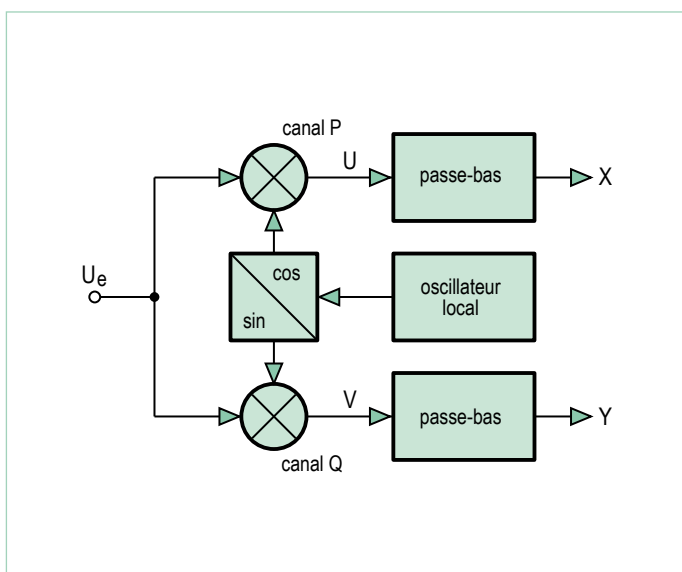 canal P
U
passe-bas
X
cos
sin
oscillateur
local
Ue
V
passe-bas
Y
canal Q